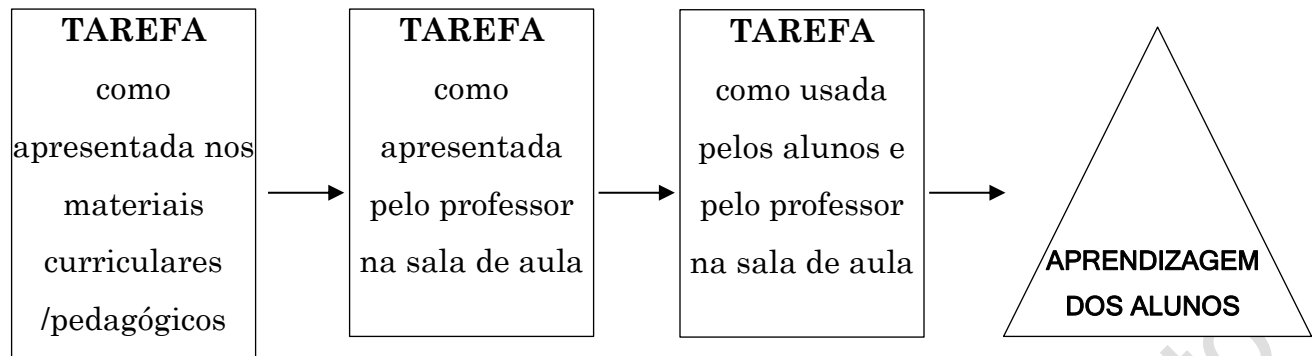 TAREFA
como
apresentada nos
materiais
curriculares
/pedagógicos
TAREFA
como
apresentada
pelo professor
na sala de aula
TAREFA
como usada
pelos alunos e
pelo professor
na sala de aula
APRENDIZAGEM
DOS ALUNOS